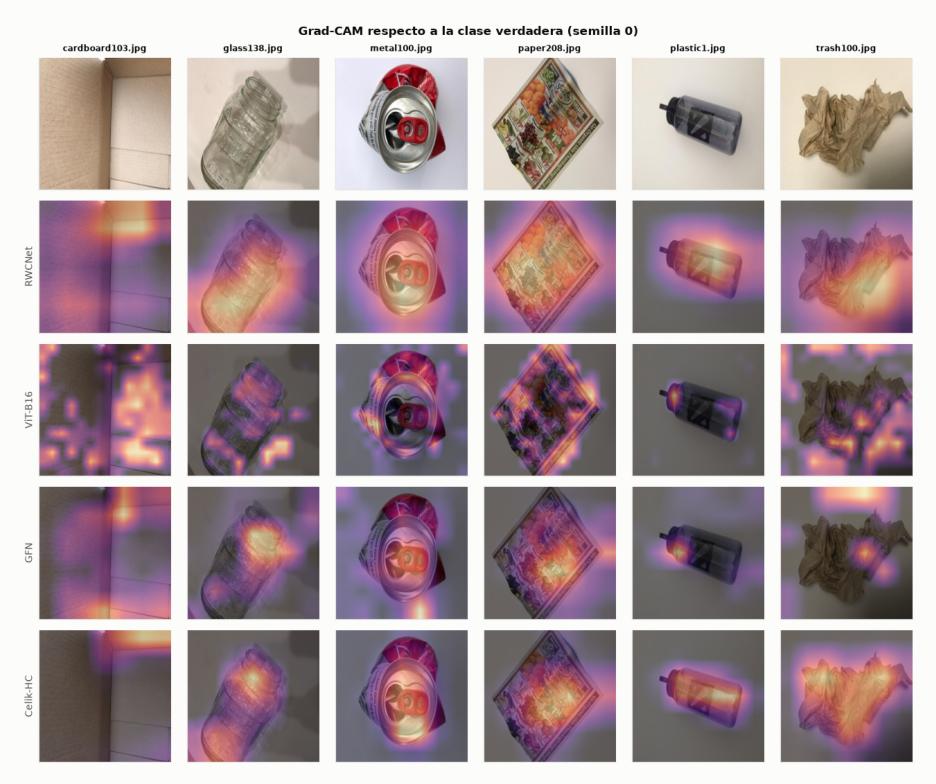 Grad-CAM respecto a la clase verdadera (semilla 0)
cardboard103.jpg glass138.jpg metal100.jpg paper208.jpg plastic1.jpg trash100.jpg
RWCNet
ViT-B16
GFN
Celik-HC